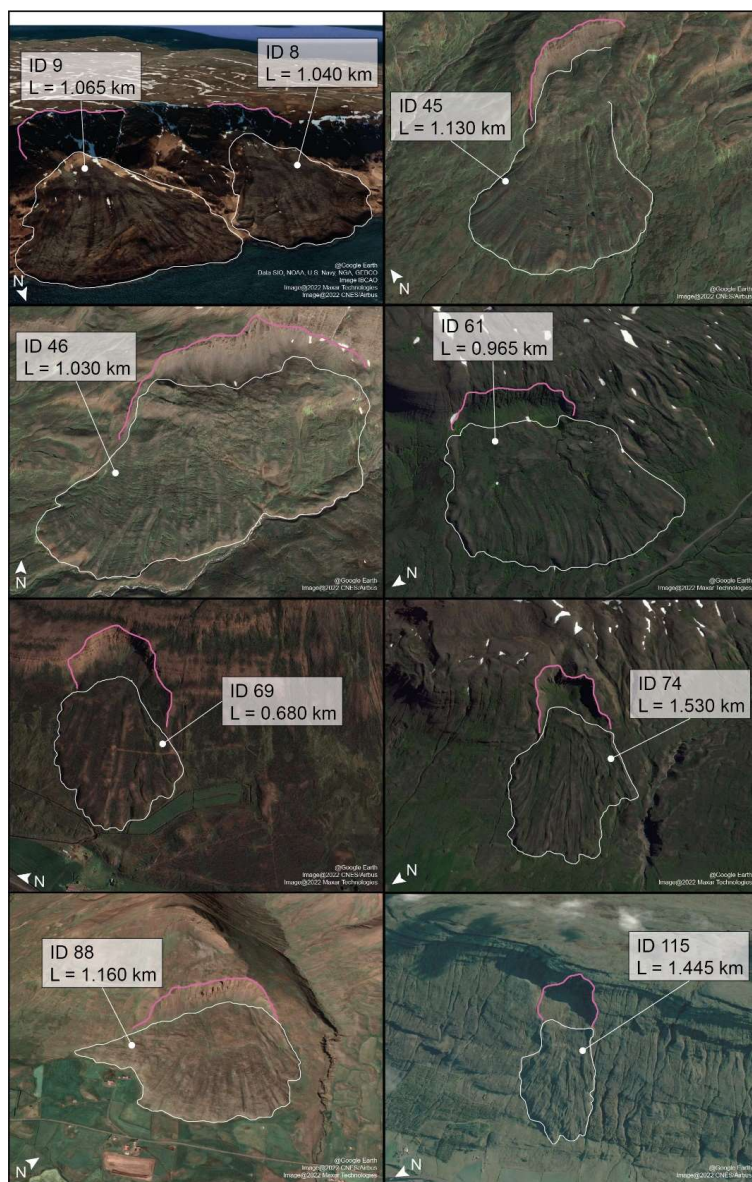 ID 9
L = 1.065 km
ID 8
L = 1.040 km
@Google Earth
Data SIO, NOAA, U.S. Navy, NGA, GEBCO
Image IBCAO
Image@2022 Maxar Technologies
Image@2022 CNES/Airbus
N
ID 45
L = 1.130 km
@Google Earth
Image@2022 Maxar Technologies
Image@2022 CNES/Airbus
N
ID 46
L = 1.030 km
@Google Earth
Image@2022 CNES/Airbus
N
ID 61
L = 0.965 km
@Google Earth
Image@2022 Maxar Technologies
N
ID 69
L = 0.680 km
@Google Earth
Image@2022 CNES/Airbus
Image@2022 Maxar Technologies
N
ID 74
L = 1.530 km
@Google Earth
Image@2022 Maxar Technologies
N
ID 88
L = 1.160 km
@Google Earth
Image@2022 CNES/Airbus
Image@2022 Maxar Technologies
N
ID 115
L = 1.445 km
@Google Earth
Image@2022 CNES/Airbus
N